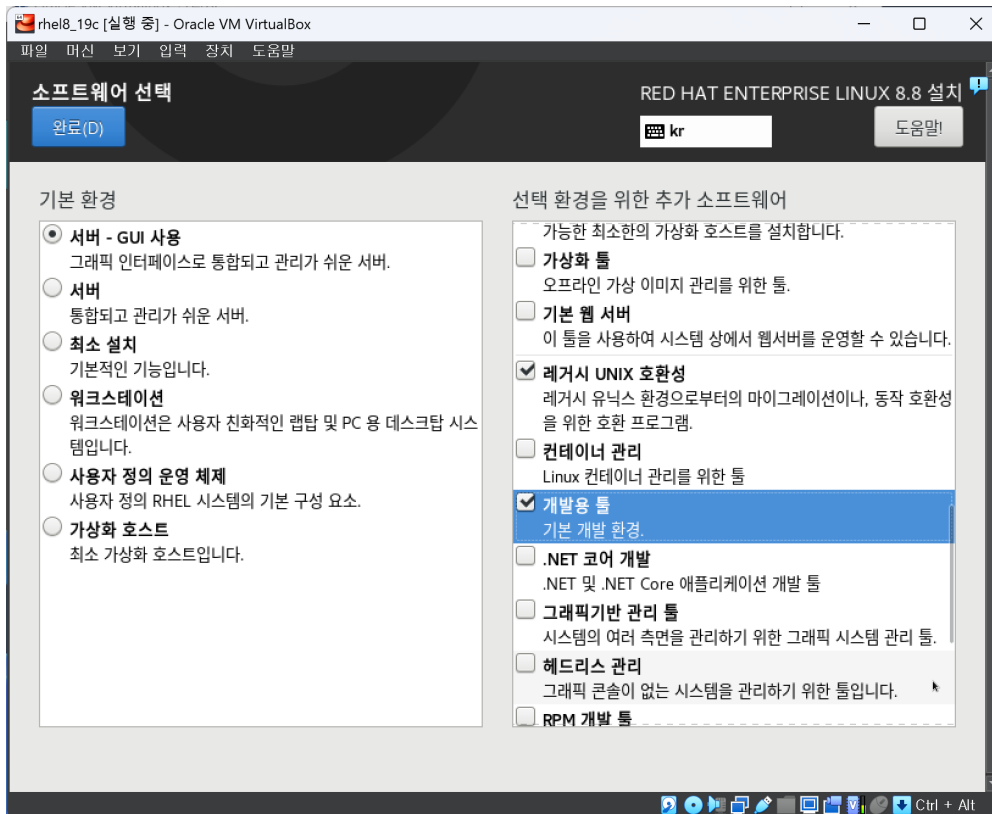 rhel8_19c [실행 중] - Oracle VM VirtualBox
파일 머신 보기 입력 장치 도움말
소프트웨어 선택
RED HAT ENTERPRISE LINUX 8.8 설치
완료(D)
kr
도움말!
기본 환경
서버 - GUI 사용
그래픽 인터페이스로 통합되고 관리가 쉬운 서버.
서버
통합되고 관리가 쉬운 서버.
최소 설치
기본적인 기능입니다.
워크스테이션
워크스테이션은 사용자 친화적인 랩탑 및 PC 용 데스크탑 시스
템입니다.
사용자 정의 운영 체제
사용자 정의 RHEL 시스템의 기본 구성 요소.
가상화 호스트
최소 가상화 호스트입니다.
선택 환경을 위한 추가 소프트웨어
가능한 최소한의 가상화 호스트를 설치합니다.
가상화 툴
오프라인 가상 이미지 관리를 위한 툴.
기본 웹 서버
이 툴을 사용하여 시스템 상에서 웹서버를 운영할 수 있습니다.
레거시 UNIX 호환성
레거시 유닉스 환경으로부터의 마이그레이션이나, 동작 호환성
을 위한 호환 프로그램.
컨테이너 관리
Linux 컨테이너 관리를 위한 툴
개발용 툴
기본 개발 환경.
.NET 코어 개발
.NET 및 .NET Core 애플리케이션 개발 툴
그래픽기반 관리 툴
시스템의 여러 측면을 관리하기 위한 그래픽 시스템 관리 툴.
헤드리스 관리
그래픽 콘솔이 없는 시스템을 관리하기 위한 툴입니다.
RPM 개발 툴
Ctrl + Alt